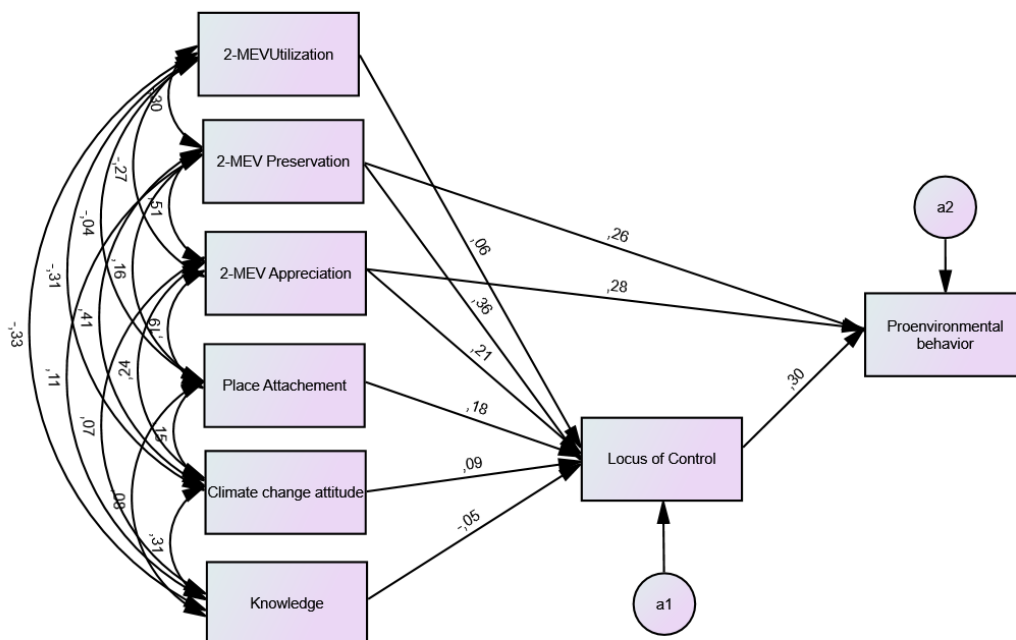 2-MEVUtilization
,30
2-MEV Preservation
-,27
,51
-,04
2-MEV Appreciation
,16
-,31
,41
,19
-,33
Place Attachement
,24
,11
,07
,15
Climate change attitude
,08
,31
Knowledge
,06
,36
,21
,18
,09
-,05
,26
,28
,30
Locus of Control
a1
a2
Proenvironmental
behavior